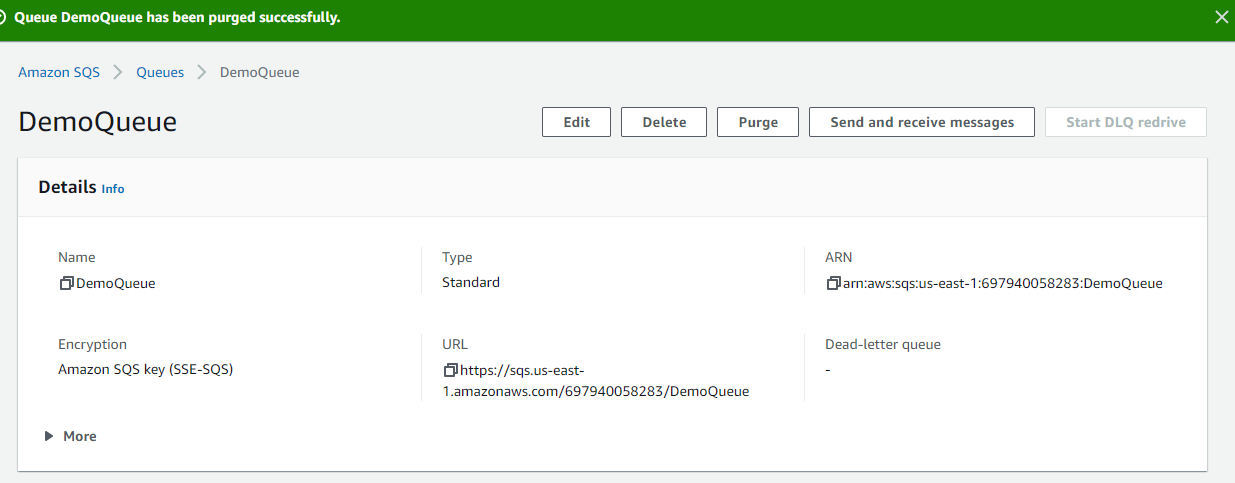 Queue DemoQueue has been purged successfully.
Amazon SQS
Queues
DemoQueue
DemoQueue
Edit
Delete
Purge
Send and receive messages
Start DLQ redrive
Details Info
Name
DemoQueue
Type
Standard
ARN
arn:aws:sqs:us-east-1:697940058283:DemoQueue
Encryption
Amazon SQS key (SSE-SQS)
URL
https://sqs.us-east-
1.amazonaws.com/697940058283/DemoQueue
Dead-letter queue
-
More